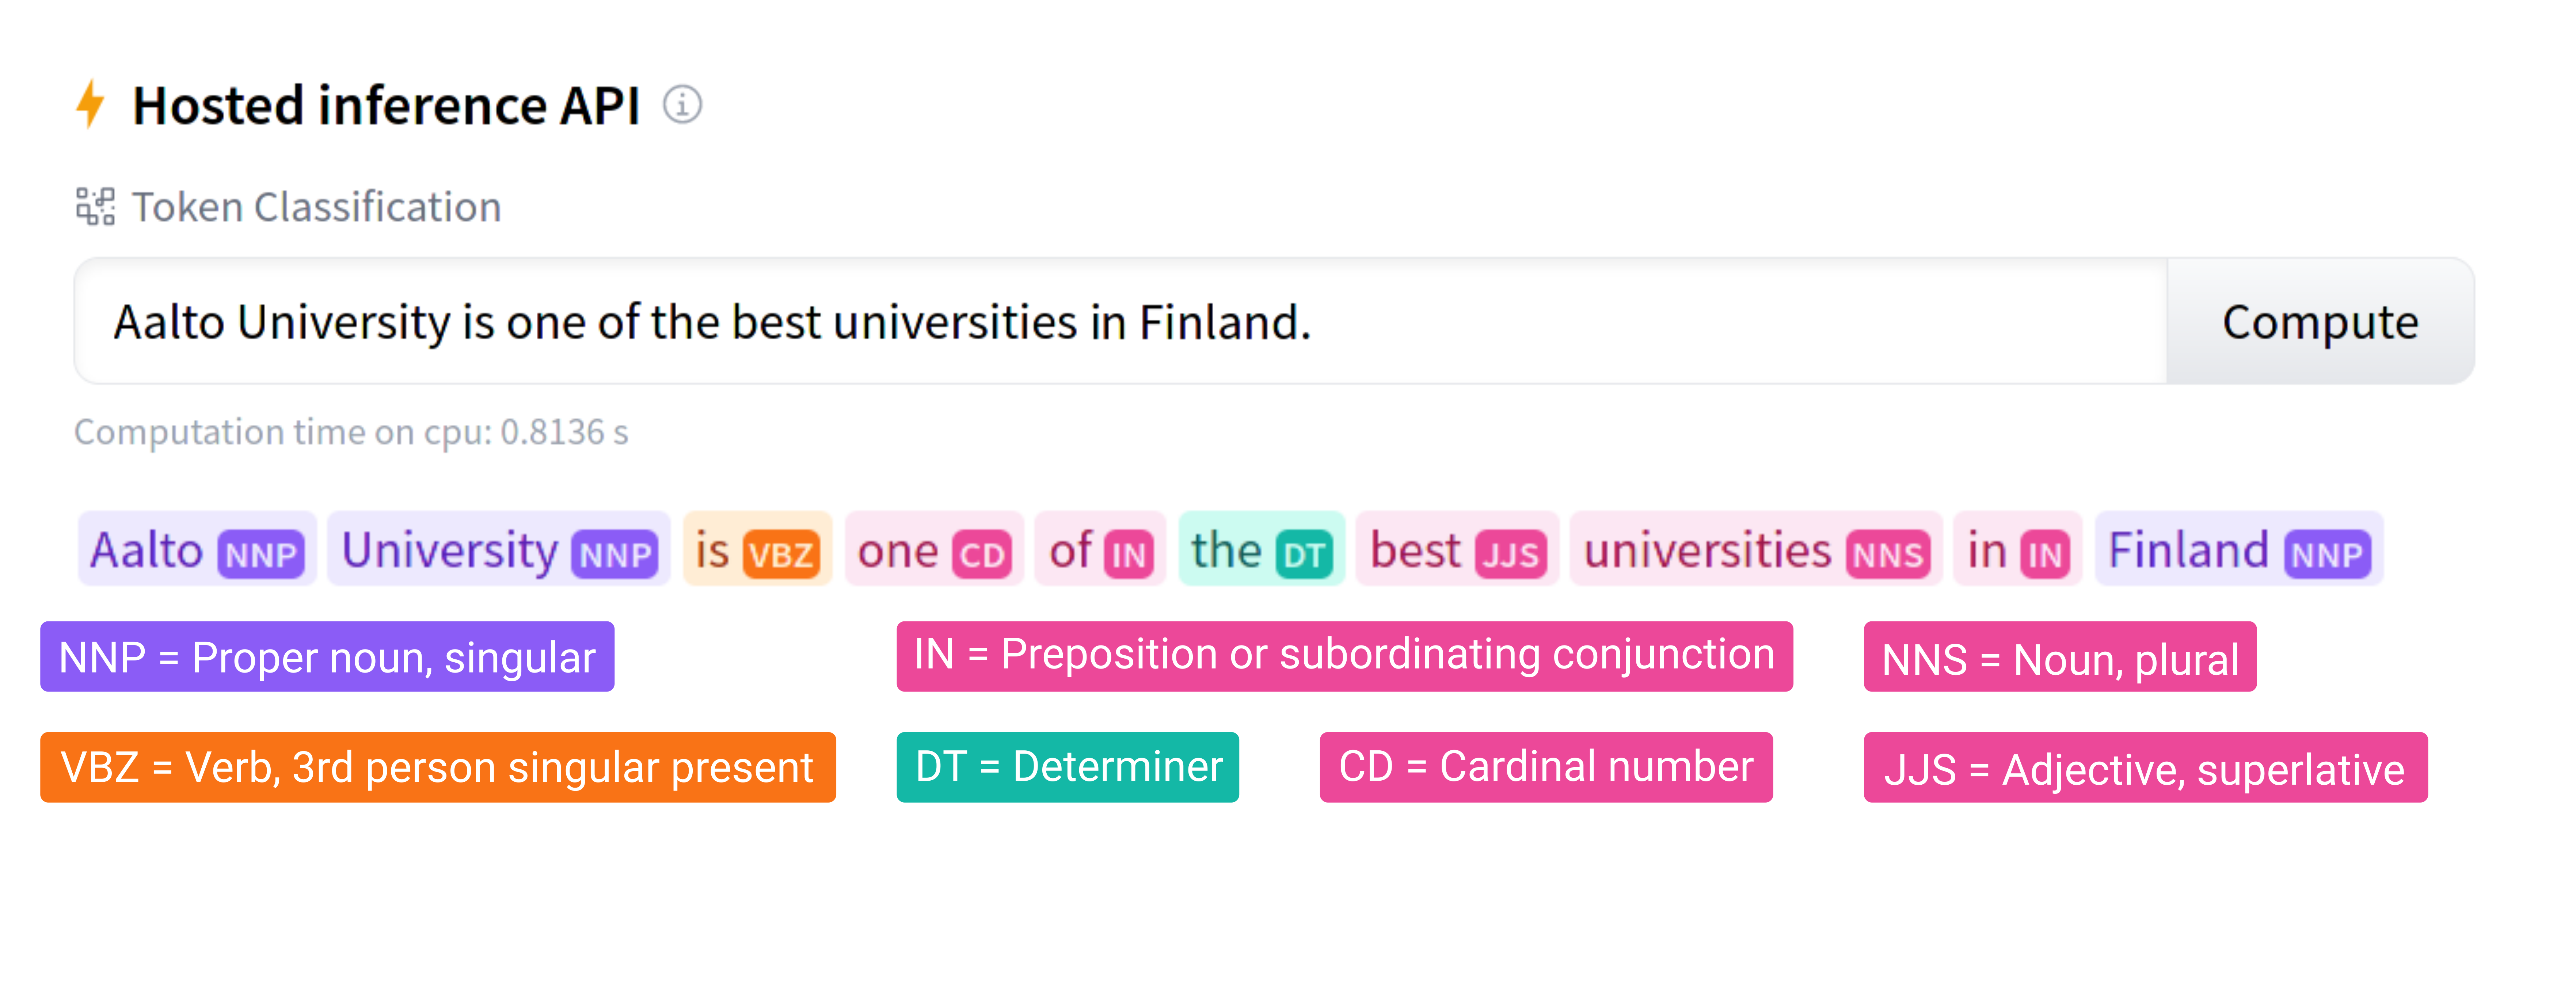 Hosted inference API
Token Classification
Aalto University is one of the best universities in Finland.
Compute
Computation time on cpu: 0.8136 s
Aalto NNP University NNP is VBZ one CD of IN the DT best JJS universities NNS in IN Finland NNP
NNP = Proper noun, singular
IN = Preposition or subordinating conjunction
NNS = Noun, plural
VBZ = Verb, 3rd person singular present
DT = Determiner
CD = Cardinal number
JJS = Adjective, superlative